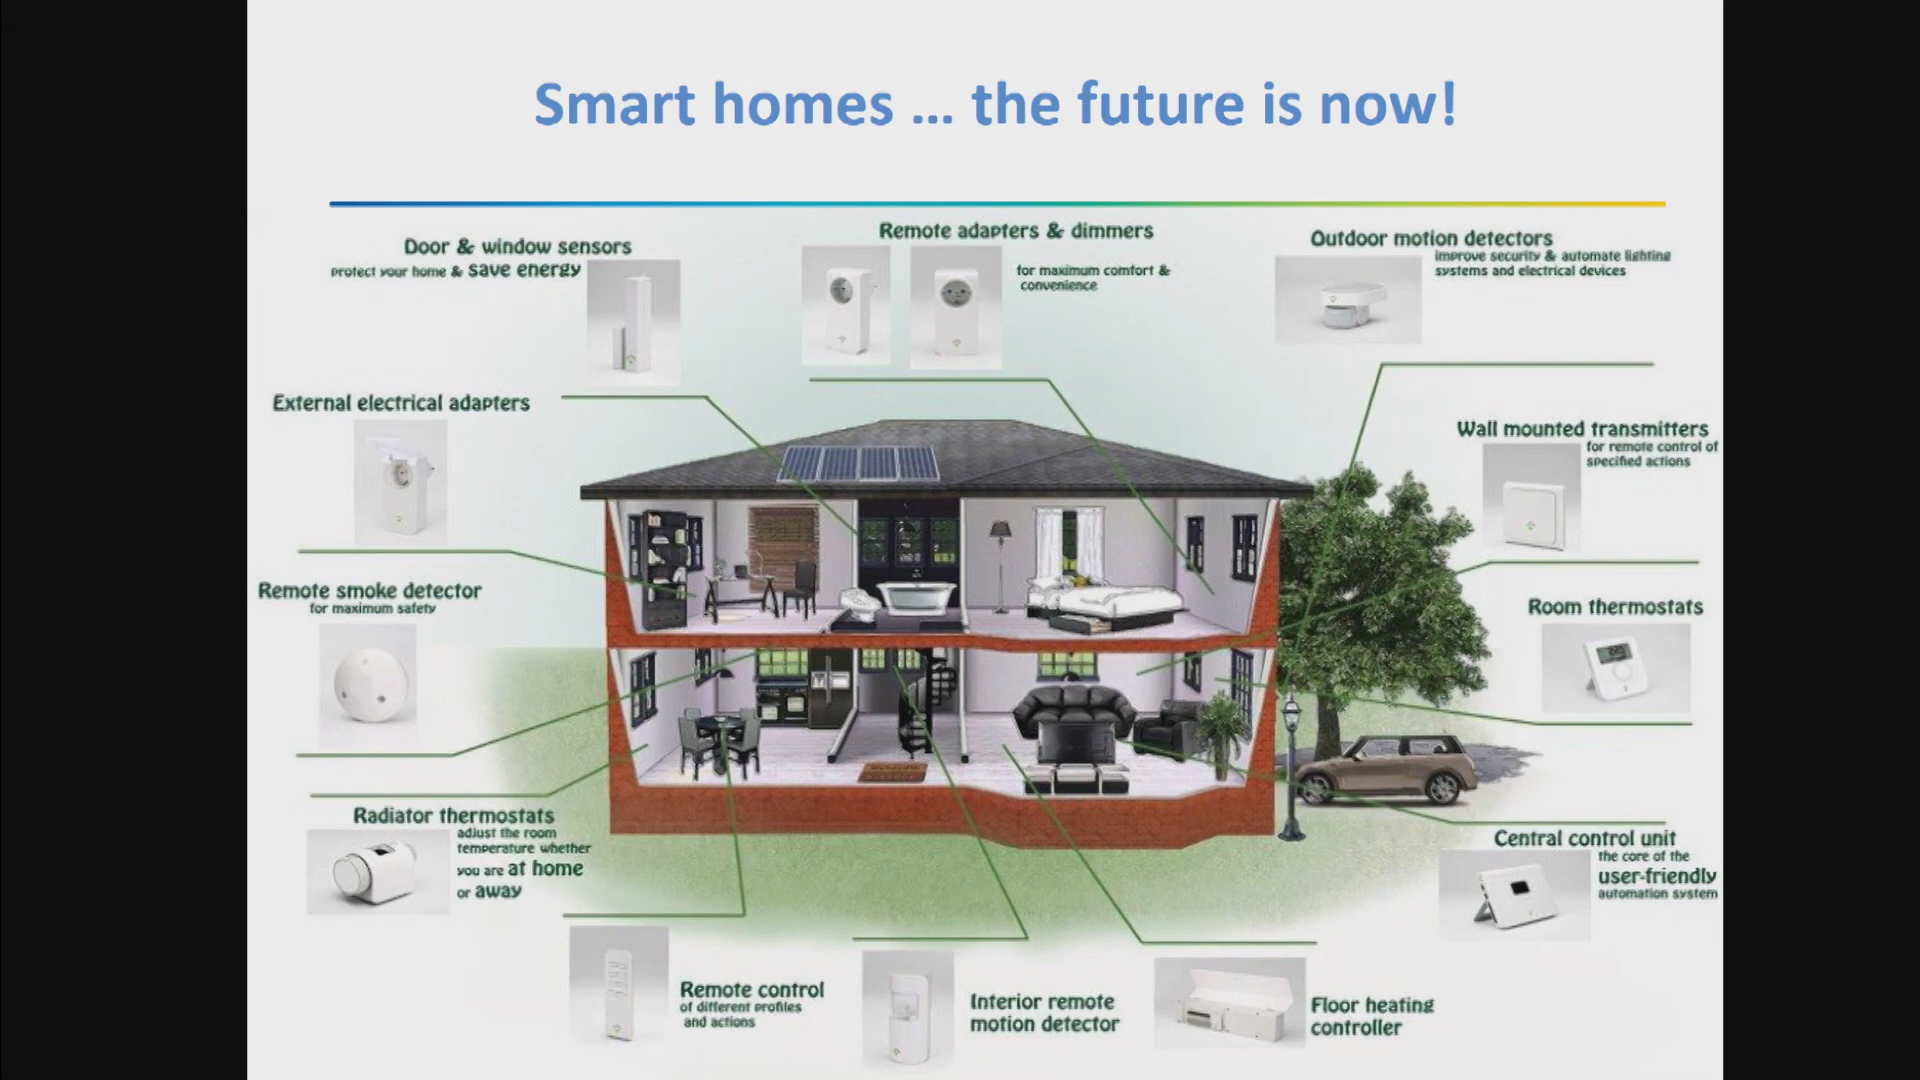 Smart homes ... the future is now!
Door & window sensors
protect your home & save energy
Remote adapters & dimmers
for maximum comfort &
convenience
Outdoor motion detectors
improve security & automate lighting
systems and electrical devices
External electrical adapters
Wall mounted transmitters
for remote control of
specified actions
Remote smoke detector
for maximum safety
Room thermostats
Radiator thermostats
adjust the room
temperature whether
you are at home
or away
Central control unit
the core of the
user-friendly
automation system
Remote control
of different profiles
and actions
Interior remote
motion detector
Floor heating
controller